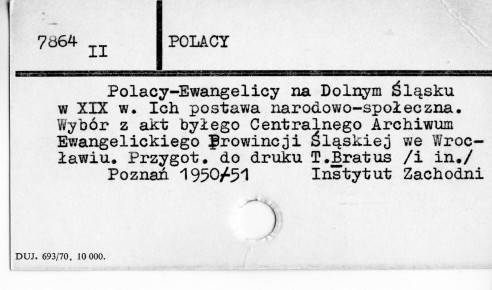 7864 II POLACY
Polacy-Ewangelicy na Dolnym Śląsku
w XIX w. Ich postawa narodowo-społeczna.
Wybór z akt byłego Centralnego Archiwum
Ewangelickiego Prowincji Śląskiej we Wroc-
ławiu. Przygot. do druku T.Bratus /i in./
Poznań 1950/51 Instytut Zachodni
DUJ. 693/70, 10 000.